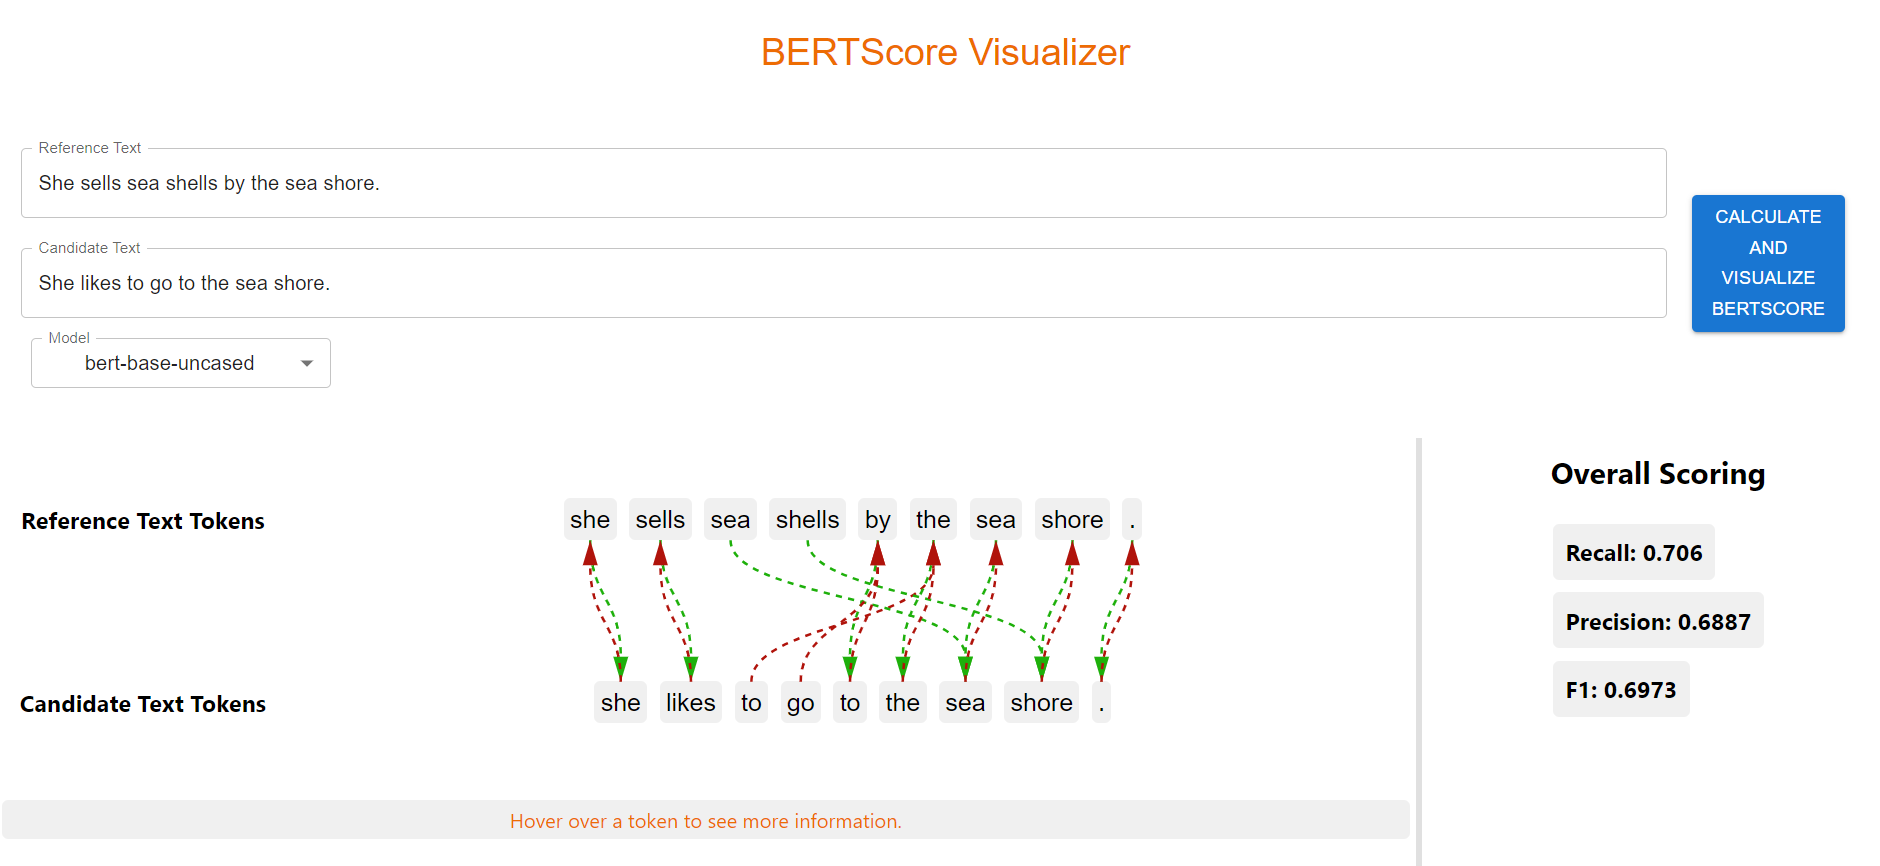 BERTScore Visualizer
Reference Text
She sells sea shells by the sea shore.
Candidate Text
She likes to go to the sea shore.
CALCULATE
AND
VISUALIZE
BERTSCORE
Model
bert-base-uncased
Reference Text Tokens
she sells sea shells by the sea shore .
Candidate Text Tokens
she likes to go to the sea shore .
Hover over a token to see more information.
Overall Scoring
Recall: 0.706
Precision: 0.6887
F1: 0.6973